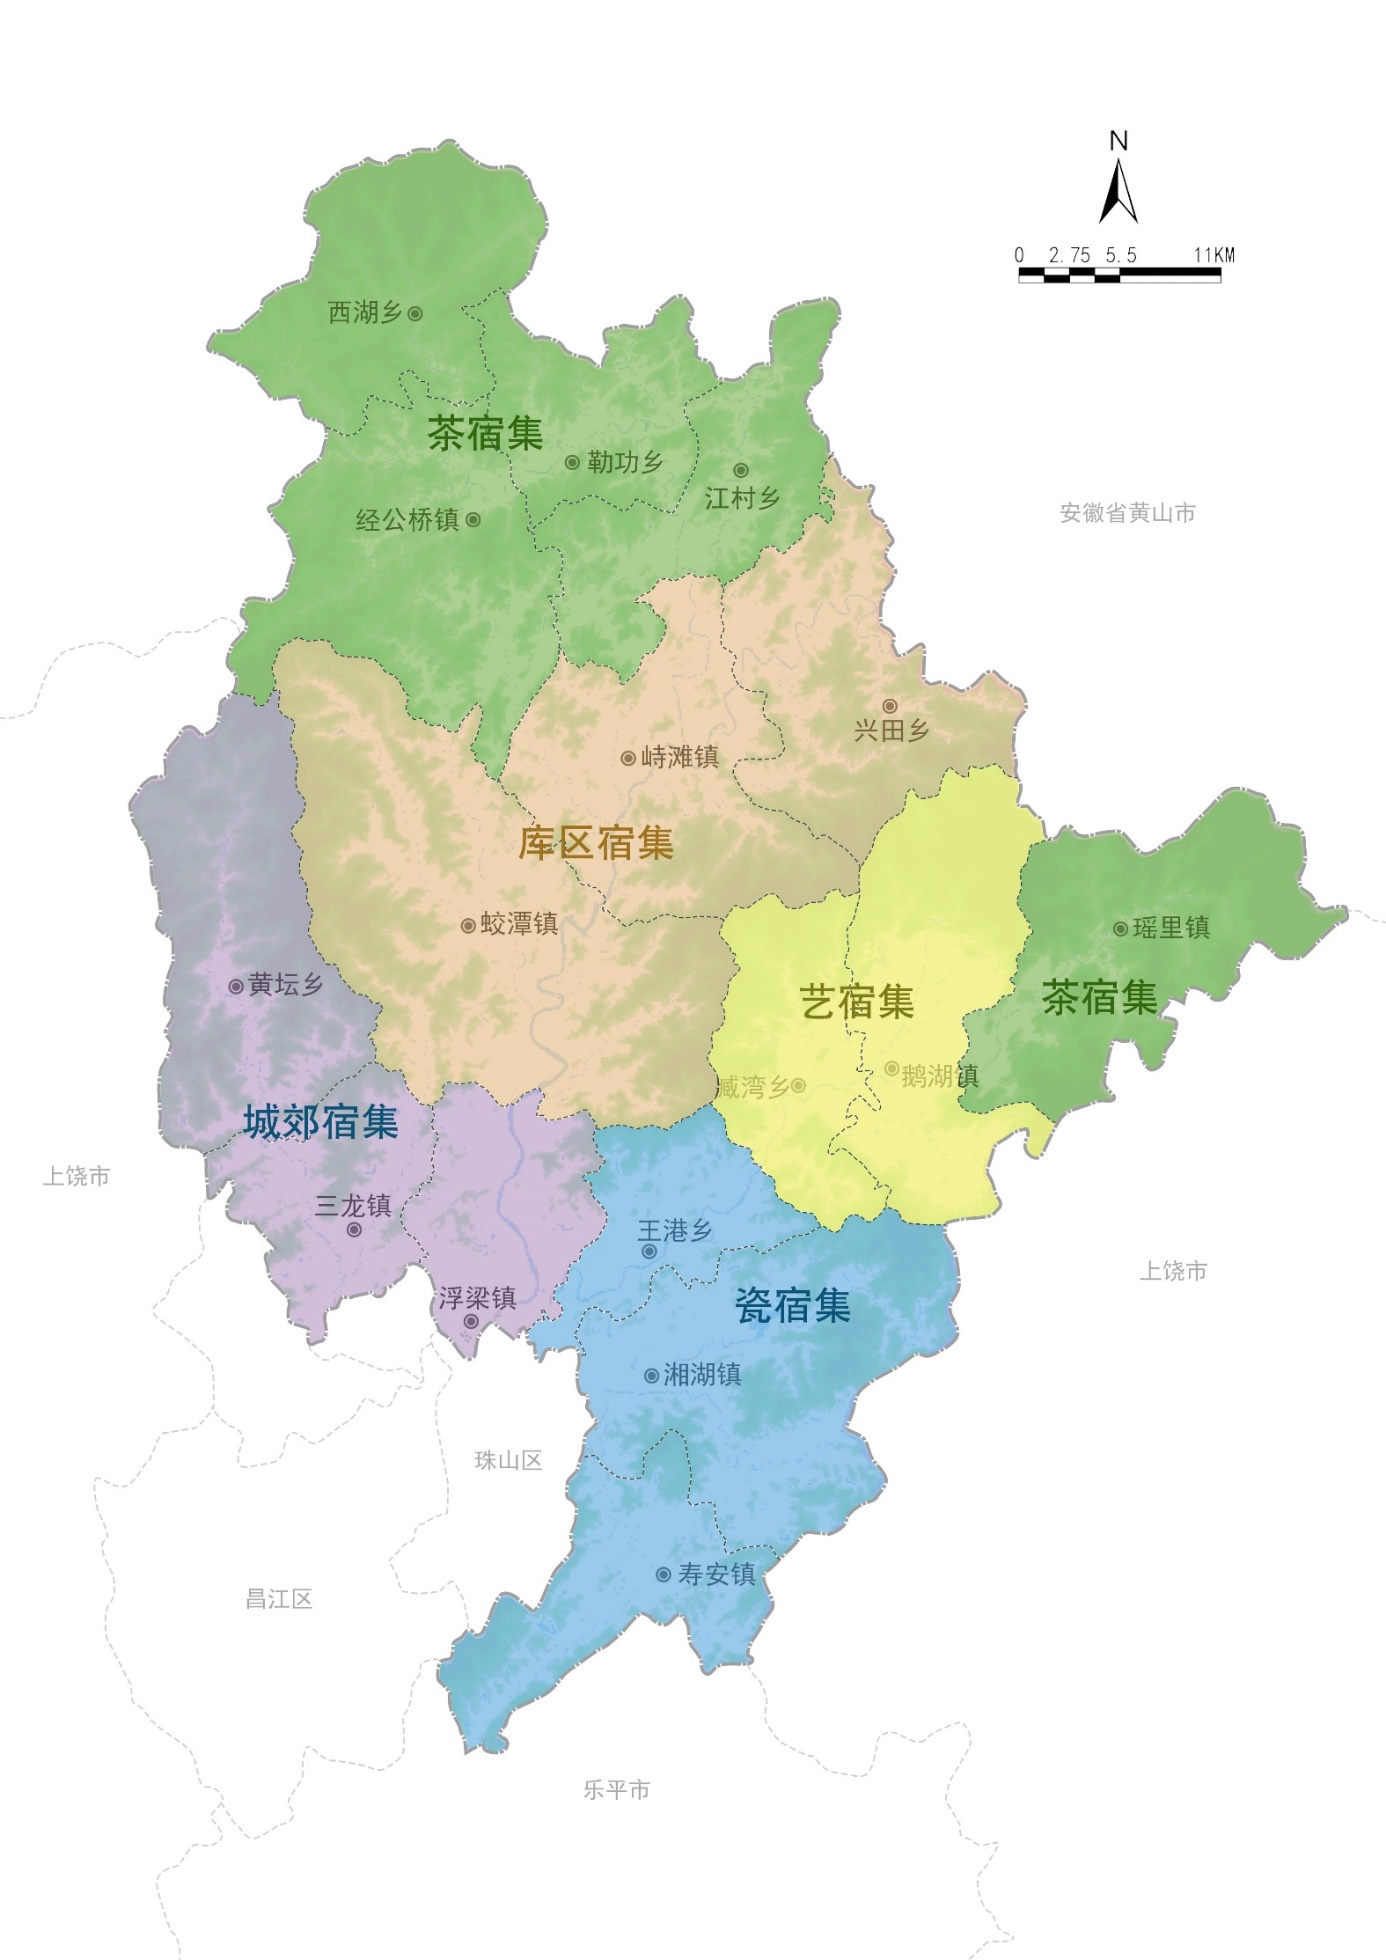 N
0 2.75 5.5 11KM
西湖乡
茶宿集
勒功乡
江村乡
经公桥镇
安徽省黄山市
兴田乡
峙滩镇
库区宿集
蛟潭镇
瑶里镇
黄坛乡
艺宿集
茶宿集
臧湾乡
鹅湖镇
城郊宿集
上饶市
三龙镇
王港乡
上饶市
浮梁镇
瓷宿集
湘湖镇
珠山区
寿安镇
昌江区
乐平市